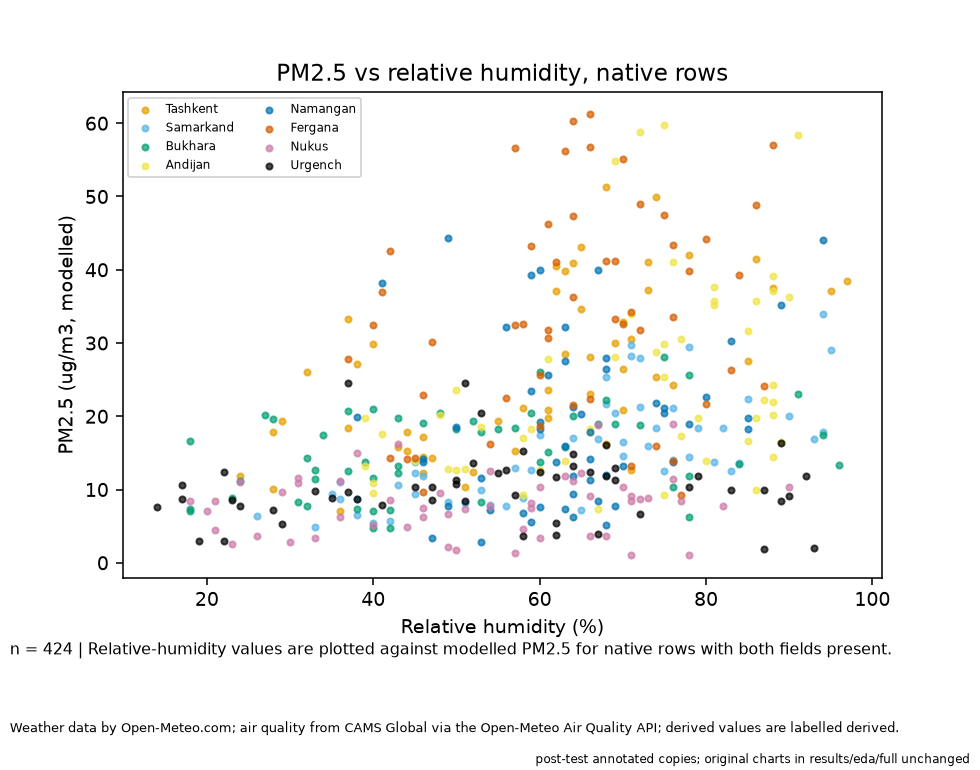 PM2.5 vs relative humidity, native rows
Tashkent
Samarkand
Bukhara
Andijan
Namangan
Fergana
Nukus
Urgench
PM2.5 (ug/m3, modelled)
60
50
40
30
20
10
0
20 40 60 80 100
Relative humidity (%)
n = 424 | Relative-humidity values are plotted against modelled PM2.5 for native rows with both fields present.
Weather data by Open-Meteo.com; air quality from CAMS Global via the Open-Meteo Air Quality API; derived values are labelled derived.
post-test annotated copies; original charts in results/eda/full unchanged